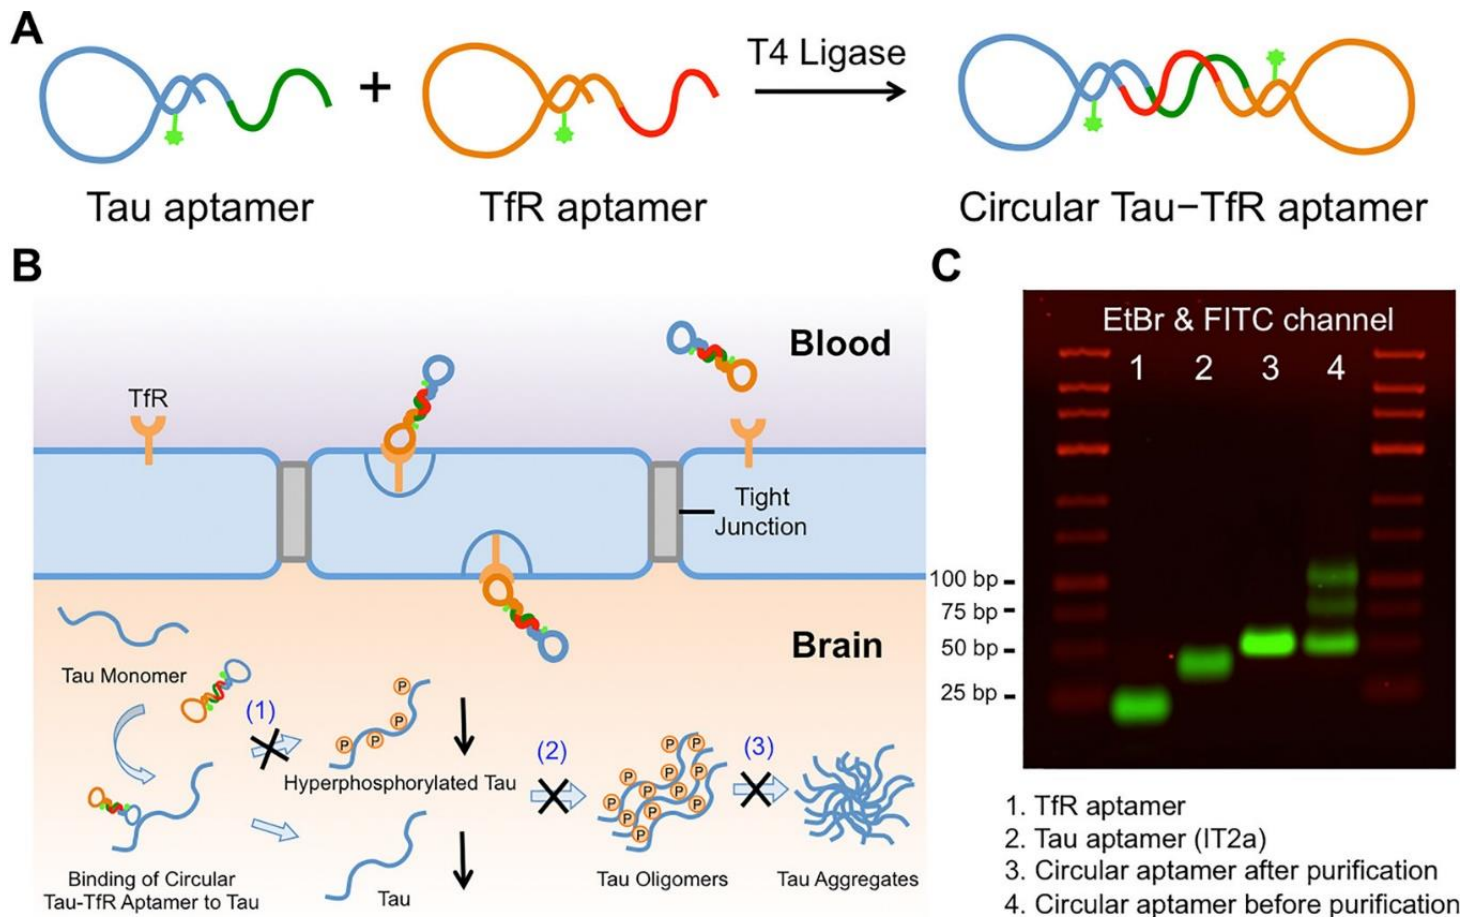 A
+
T4 Ligase
Tau aptamer
TfR aptamer
Circular Tau−TfR aptamer
B
Blood
TfR
Tight
Junction
Brain
Tau Monomer
(1)
P
P
P
P
Hyperphosphorylated Tau
(2)
(3)
P
P
P
P
P
P
P
P
P
P
P
Binding of Circular
Tau-TfR Aptamer to Tau
Tau
Tau Oligomers
Tau Aggregates
C
EtBr & FITC channel
1 2 3 4
100 bp
75 bp
50 bp
25 bp
1. TfR aptamer
2. Tau aptamer (IT2a)
3. Circular aptamer after purification
4. Circular aptamer before purification